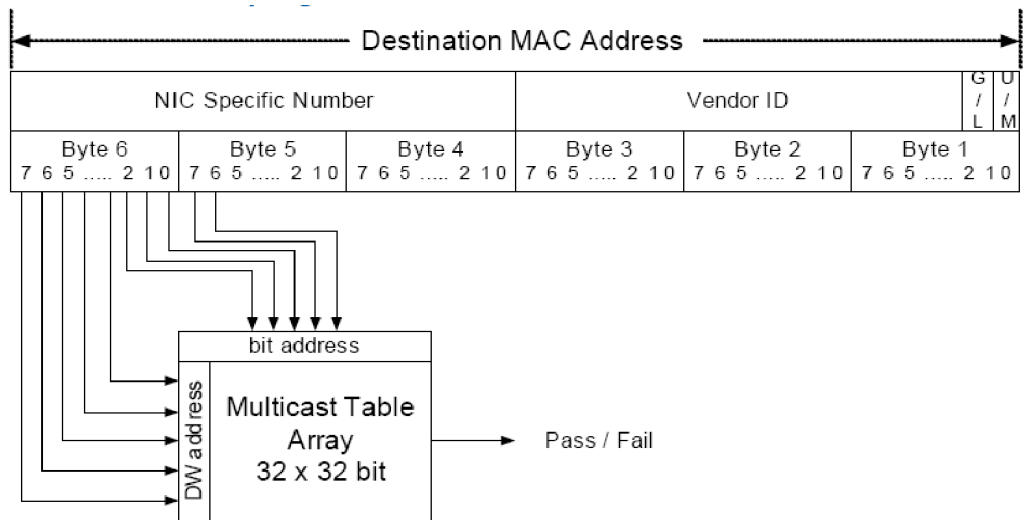 Destination MAC Address
NIC Specific Number
Vendor ID
G / L
U / M
Byte 6
Byte 5
Byte 4
Byte 3
Byte 2
Byte 1
7 6 5 ..... 2 1 0
7 6 5 ..... 2 1 0
7 6 5 .... 2 1 0
7 6 5 .... 2 1 0
7 6 5 .... 2 1 0
7 6 5 .... 2 1 0
bit address
DW address
Multicast Table
Array
32 x 32 bit
Pass / Fail